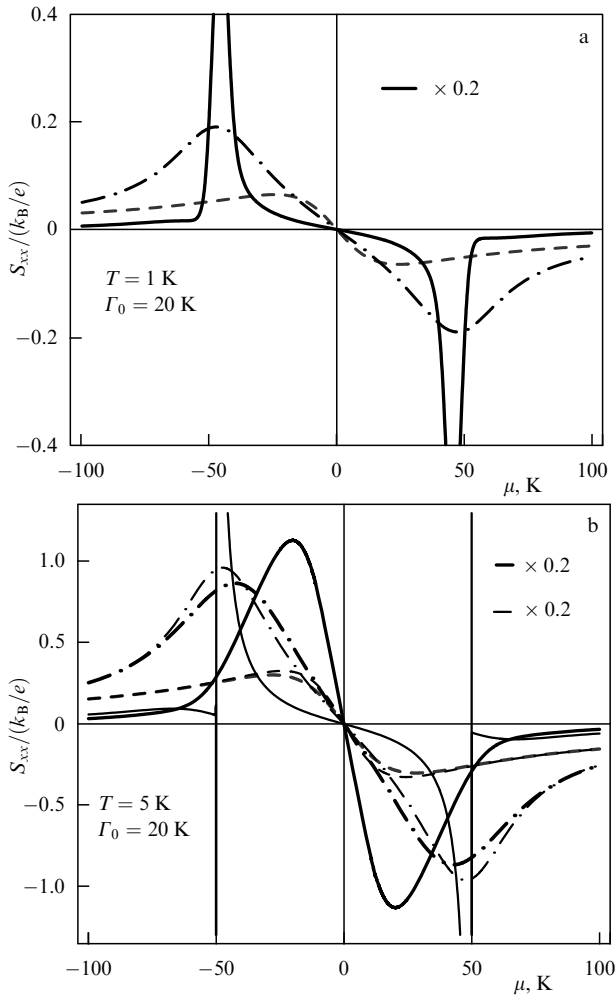 0.4
a
× 0.2
0.2
S_xx/(k_B/e)
0
T = 1 K
Γ_0 = 20 K
−0.2
−0.4
−100 −50 0 50 100
μ, K
b
1.0
× 0.2
0.5
× 0.2
S_xx/(k_B/e)
0
T = 5 K
−0.5
Γ_0 = 20 K
−1.0
−100 −50 0 50 100
μ, K